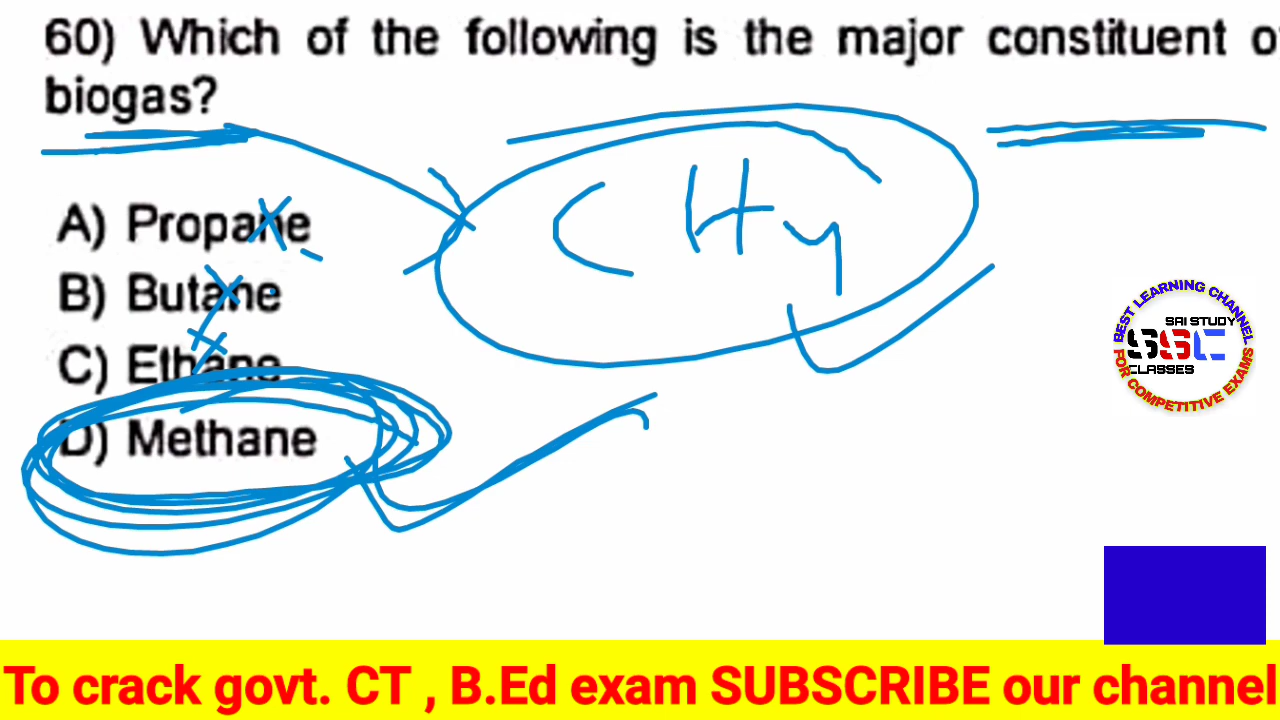 60) Which of the following is the major constituent of
biogas?
CH4
A) Propane
B) Butane
C) Ethane
D) Methane
BEST LEARNING CHANNEL
SAI STUDY
SSC
CLASSES
FOR COMPETITIVE EXAMS
To crack govt. CT , B.Ed exam SUBSCRIBE our channel